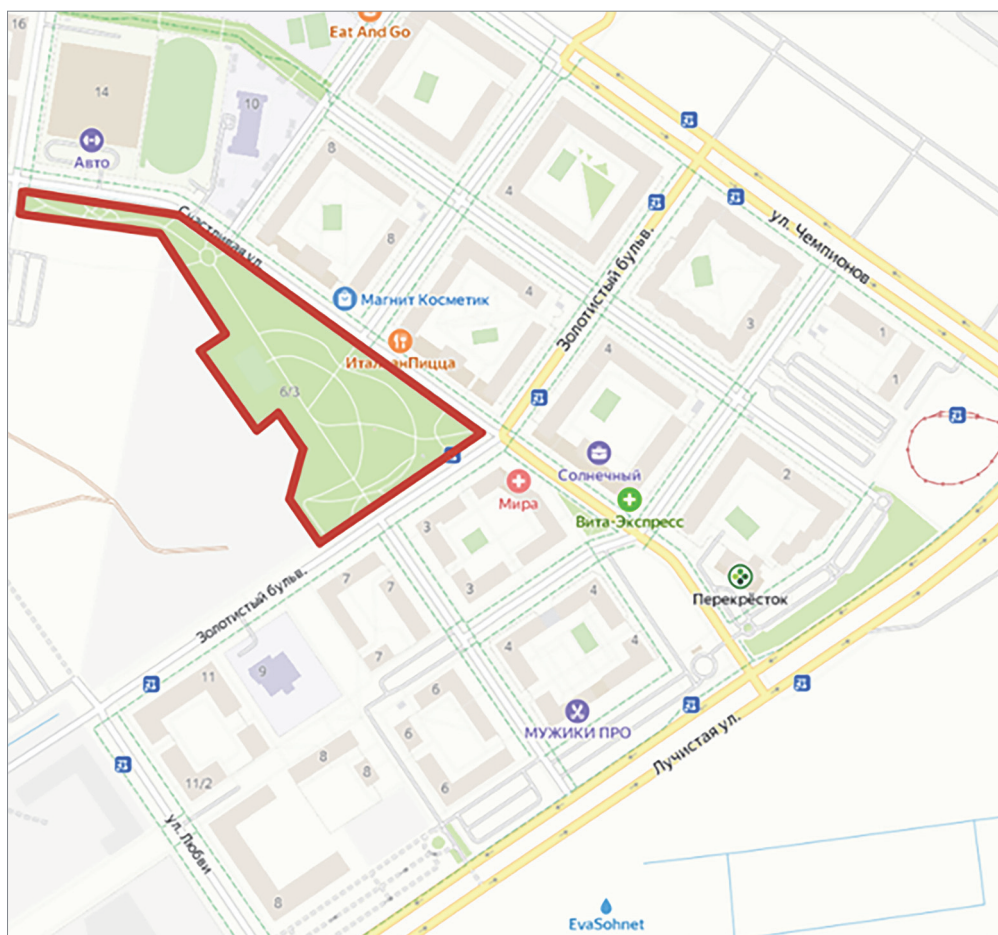 16
Eat And Go
14
10
Авто
8
4
Счастливая ул.
8
ул. Чемпионов
Золотистый бульв.
4
Магнит Косметик
3
1
ИталианПицца
4
1
6/3
Солнечный
2
Мира
Вита-Экспресс
3
7
7
3
4
Перекрёсток
Золотистый бульв.
7
4
4
9
11
6
МУЖИКИ ПРО
6
Лучистая ул.
8
8
11/2
6
ул. Любви
8
EvaSohnet